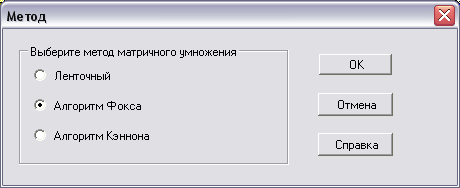 Метод
Выберите метод матричного умножения
Ленточный
OK
Алгоритм Фокса
Отмена
Алгоритм Кэннона
Справка